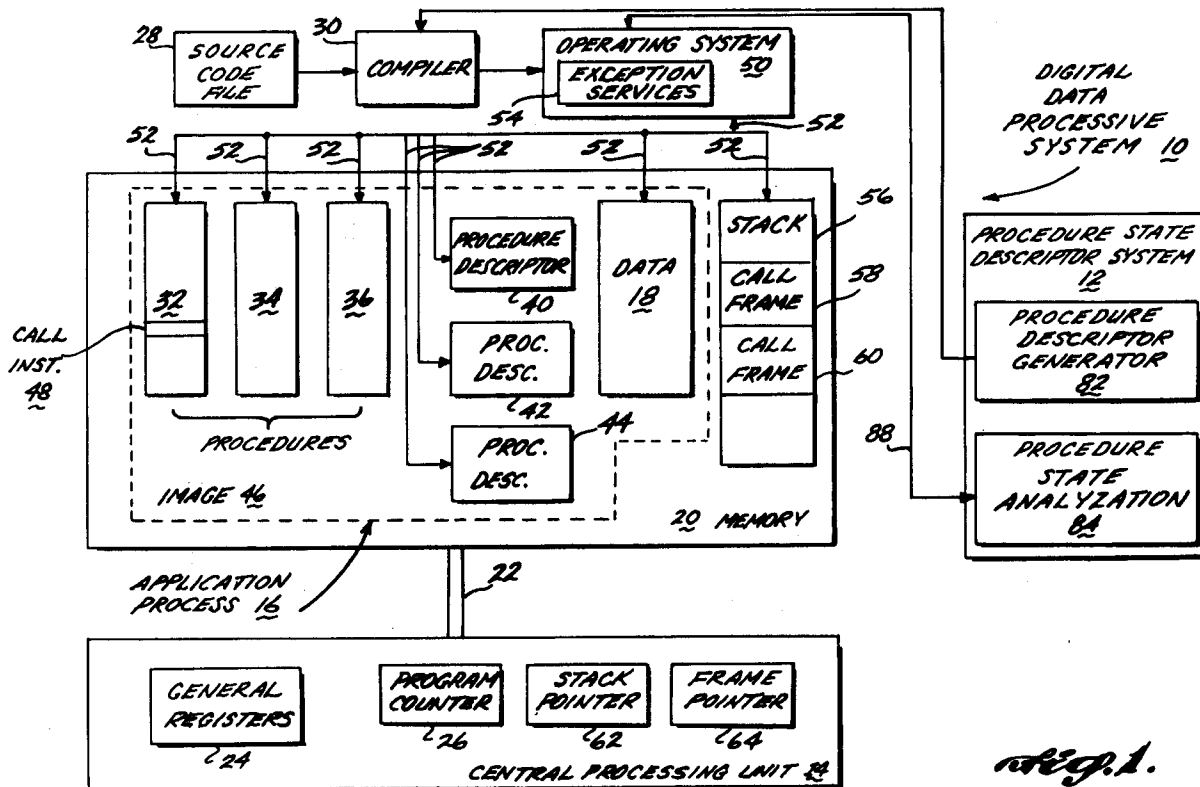 28
SOURCE
CODE
FILE
30
COMPILER
OPERATING SYSTEM
50
EXCEPTION
SERVICES
54
DIGITAL
DATA
PROCESSIVE
SYSTEM 10
52
52
52
52
52
52
52
32
34
36
PROCEDURE
DESCRIPTOR
40
DATA
18
STACK
56
CALL
FRAME
58
CALL
FRAME
60
PROCEDURE STATE
DESCRIPTOR SYSTEM
12
PROCEDURE
DESCRIPTOR
GENERATOR
82
CALL
INST.
48
PROC.
DESC.
42
PROCEDURES
44
PROC.
DESC.
88
PROCEDURE
STATE
ANALYZATION
84
IMAGE 46
20 MEMORY
APPLICATION
PROCESS 16
22
GENERAL
REGISTERS
24
PROGRAM
COUNTER
26
STACK
POINTER
62
FRAME
POINTER
64
CENTRAL PROCESSING UNIT 14
Fig. 1.